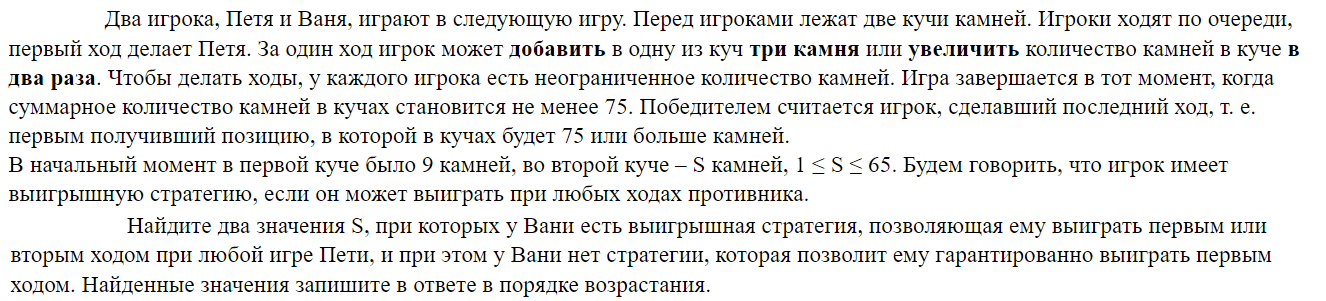 Два игрока, Петя и Ваня, играют в следующую игру. Перед игроками лежат две кучи камней. Игроки ходят по очереди,
первый ход делает Петя. За один ход игрок может добавить в одну из куч три камня или увеличить количество камней в куче в
два раза. Чтобы делать ходы, у каждого игрока есть неограниченное количество камней. Игра завершается в тот момент, когда
суммарное количество камней в кучах становится не менее 75. Победителем считается игрок, сделавший последний ход, т. е.
первым получивший позицию, в которой в кучах будет 75 или больше камней.
В начальный момент в первой куче было 9 камней, во второй куче – S камней, 1 ≤ S ≤ 65. Будем говорить, что игрок имеет
выигрышную стратегию, если он может выиграть при любых ходах противника.
Найдите два значения S, при которых у Вани есть выигрышная стратегия, позволяющая ему выиграть первым или
вторым ходом при любой игре Пети, и при этом у Вани нет стратегии, которая позволит ему гарантированно выиграть первым
ходом. Найденные значения запишите в ответе в порядке возрастания.